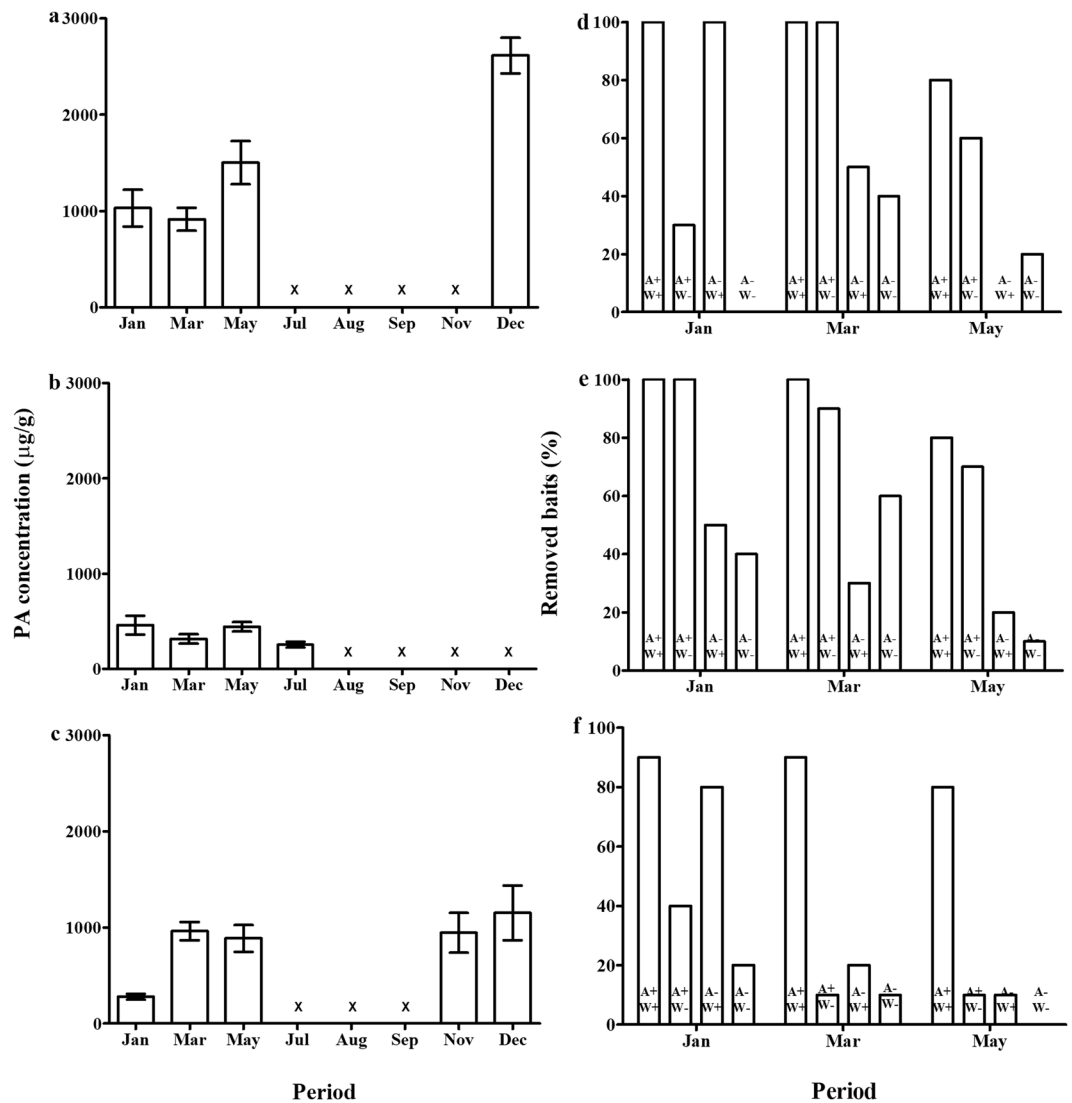 a
3000
2000
1000
0
X X X X
Jan Mar May Jul Aug Sep Nov Dec
b
3000
2000
1000
0
X X X X
Jan Mar May Jul Aug Sep Nov Dec
c
3000
2000
1000
0
X X X
Jan Mar May Jul Aug Sep Nov Dec
PA concentration (µg/g)
Period
d
100
80
60
40
20
0
A+ A+ A- A- A+ A+ A- A- A+ A+ A- A-
W+ W- W+ W- W+ W- W+ W- W+ W- W+ W-
Jan Mar May
e
100
80
60
40
20
0
A+ A+ A- A- A+ A+ A- A- A+ A+ A- A-
W+ W- W+ W- W+ W- W+ W- W+ W- W+ W-
Jan Mar May
f
100
80
60
40
20
0
A+ A+ A- A- A+ A+ A- A- A+ A+ A- A-
W+ W- W+ W- W+ W- W+ W- W+ W- W+ W-
Jan Mar May
Removed baits (%)
Period